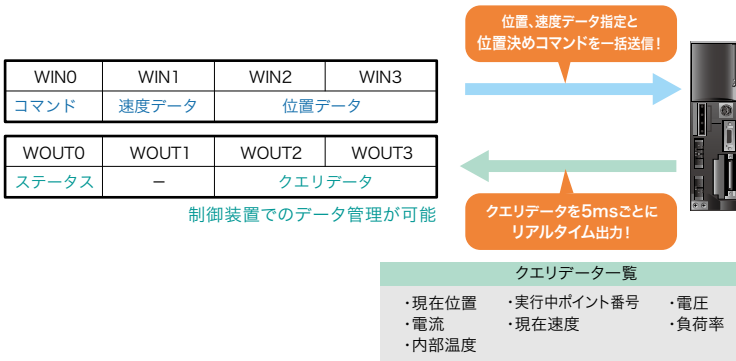 位置、速度データ指定と
位置決めコマンドを一括送信！
WIN0 WIN1 WIN2 WIN3
コマンド 速度データ 位置データ
WOUT0 WOUT1 WOUT2 WOUT3
ステータス － クエリデータ
制御装置でのデータ管理が可能
クエリデータを5msごとに
リアルタイム出力！
クエリデータ一覧
・現在位置 ・実行中ポイント番号 ・電圧
・電流 ・現在速度 ・負荷率
・内部温度